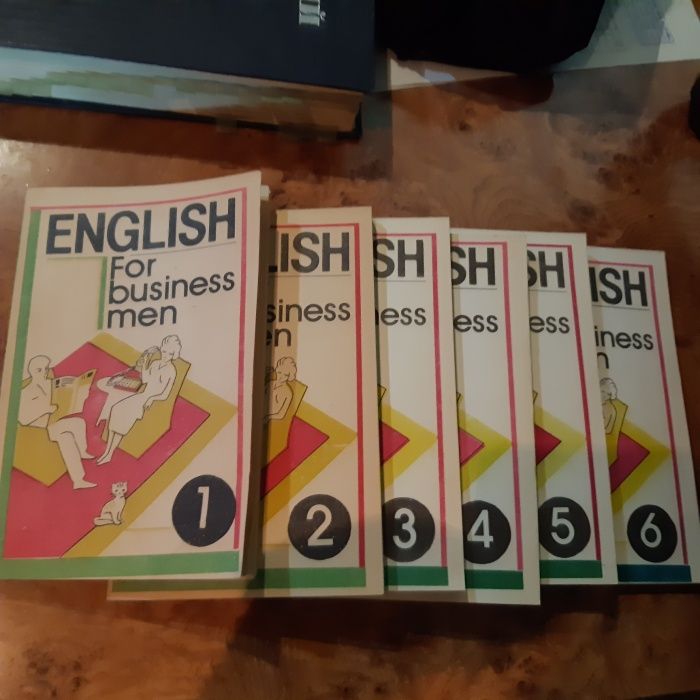 ENGLISH
For
business
men
1
LISH
siness
en
2
SH
ness
3
SH
ess
4
SH
ess
5
ISH
iness
n
6